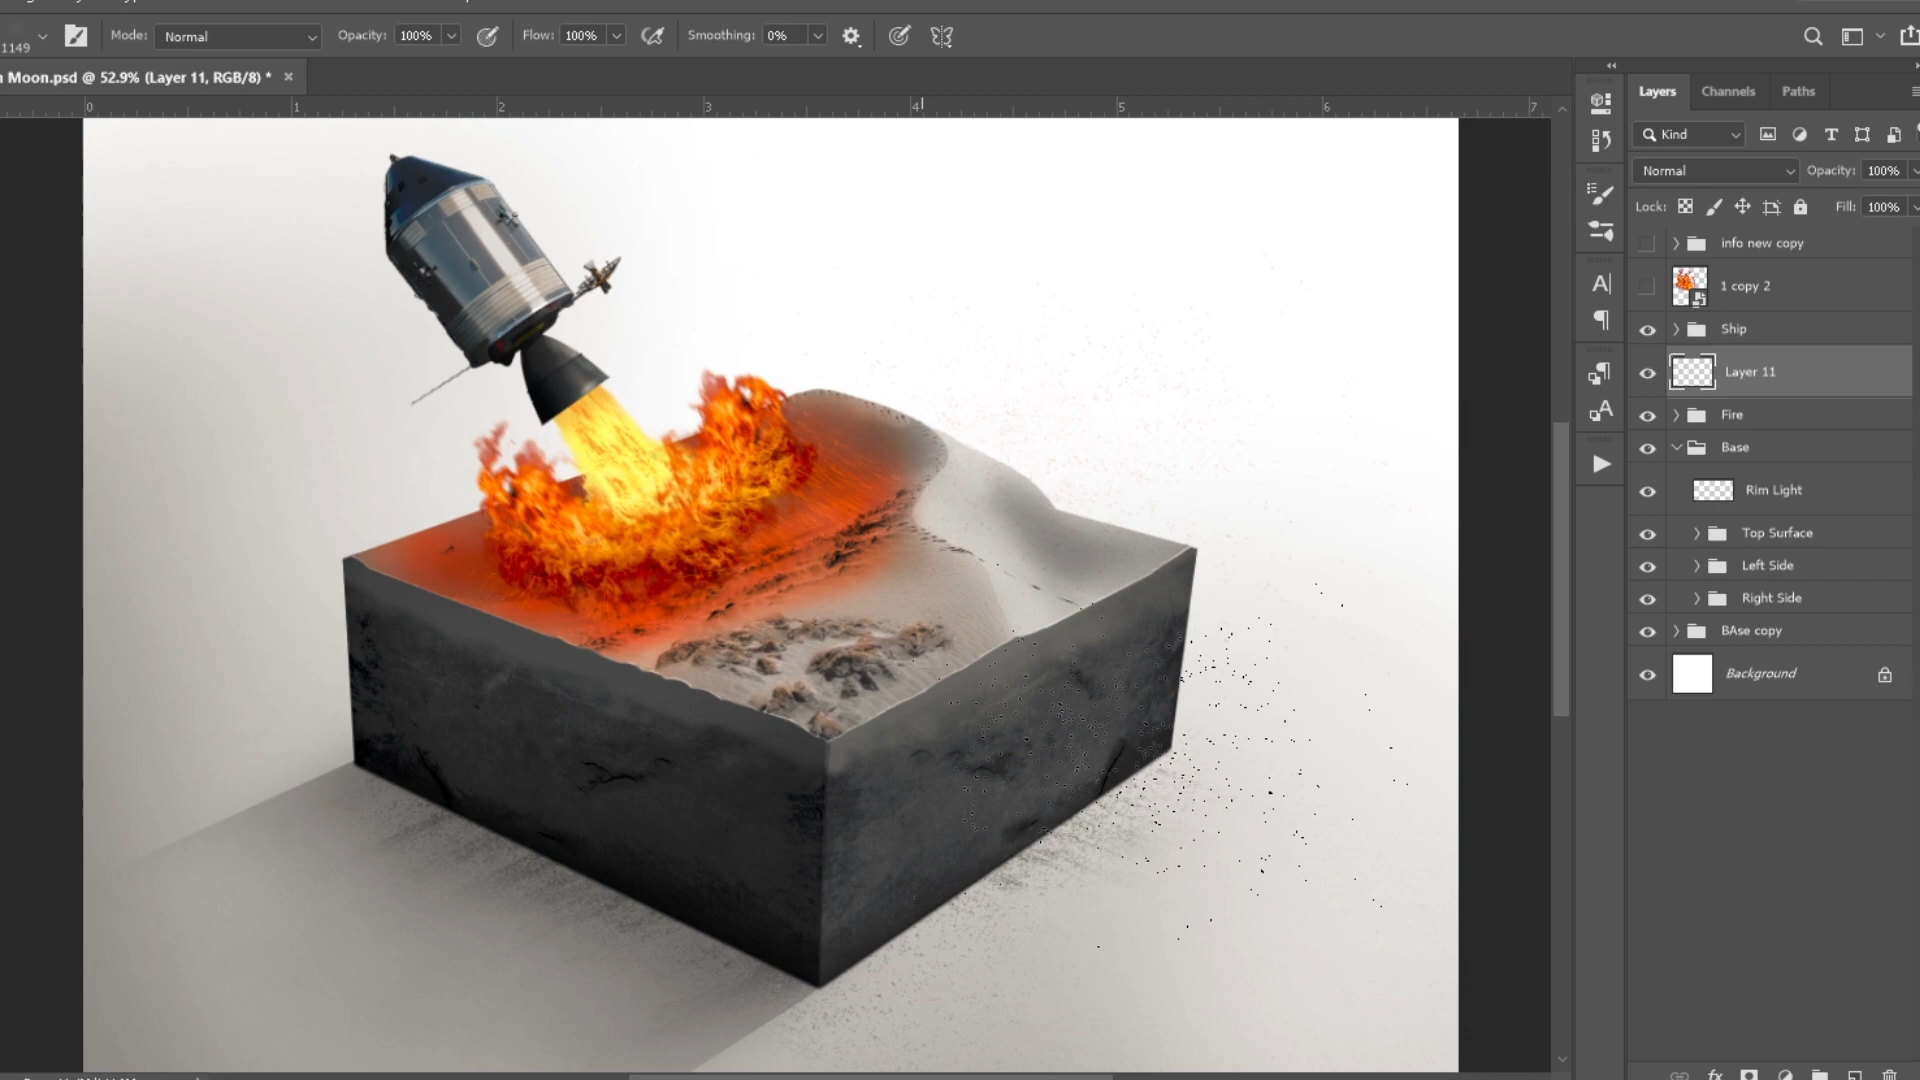 1149
Mode: Normal Opacity: 100% Flow: 100% Smoothing: 0%
Moon.psd @ 52.9% (Layer 11, RGB/8) *
0 1 2 3 4 5 6 7
Layers Channels Paths
Kind
Normal Opacity: 100%
Lock: Fill: 100%
info new copy
1 copy 2
Ship
Layer 11
Fire
Base
Rim Light
Top Surface
Left Side
Right Side
BAse copy
Background
fx